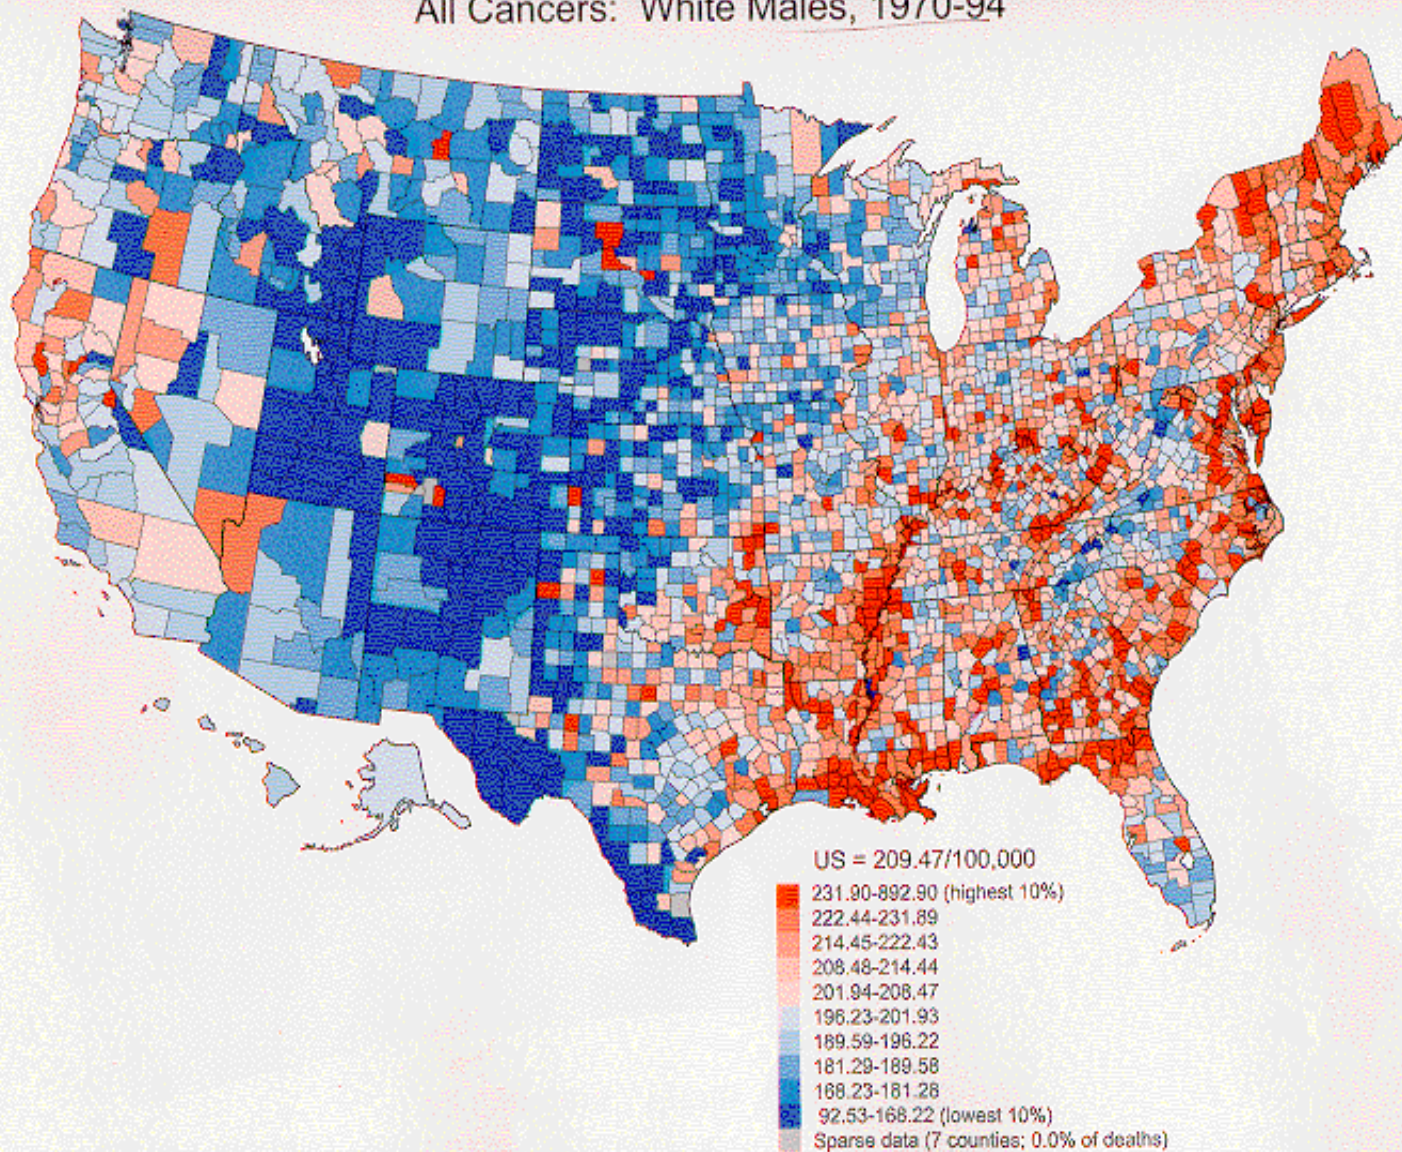 All Cancers: White Males, 1970-94
US = 209.47/100,000
231.90-892.90 (highest 10%)
222.44-231.89
214.45-222.43
208.48-214.44
201.94-208.47
196.23-201.93
189.59-196.22
181.29-189.58
168.23-181.28
92.53-168.22 (lowest 10%)
Sparse data (7 counties; 0.0% of deaths)